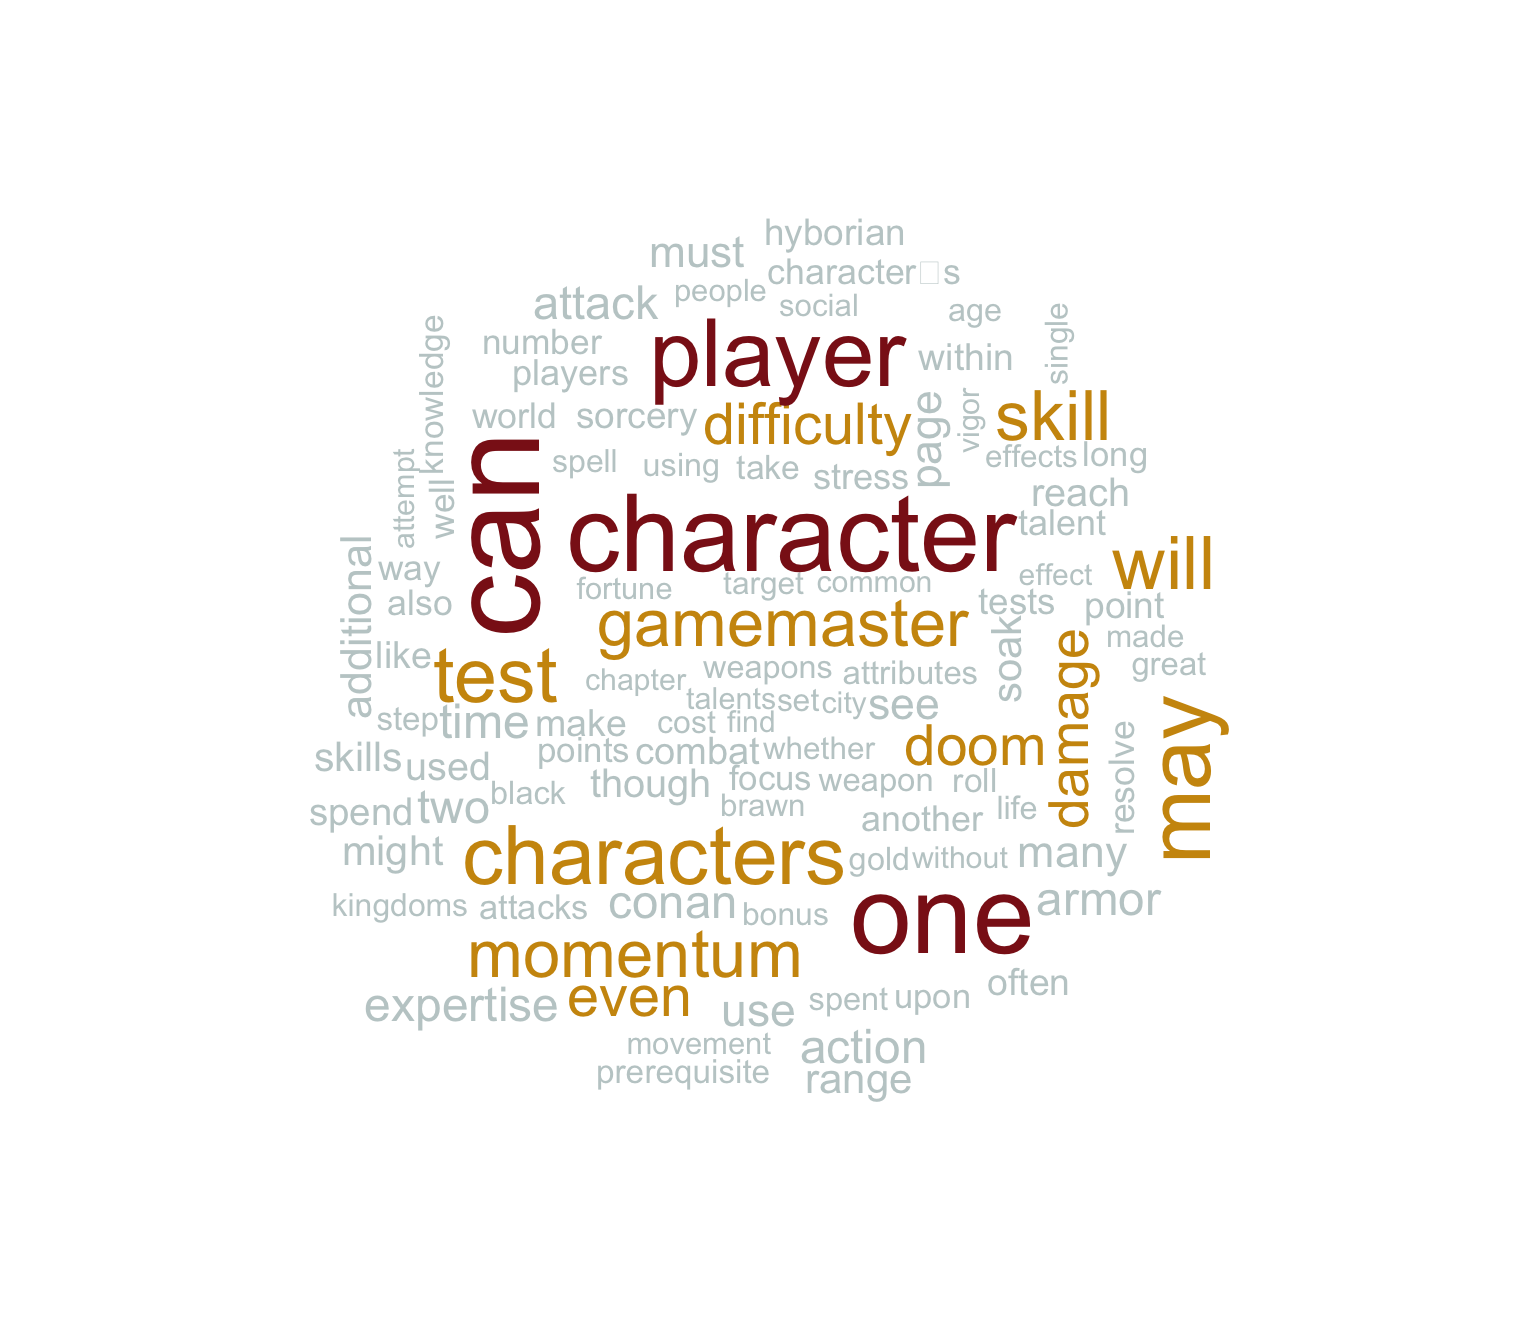 hyborian
must
character□s
people
attack
social
age
single
knowledge
number
player
within
players
world
sorcery
difficulty
page
vigor
skill
can
attempt
well
spell
using
take
stress
effects
long
reach
character
talent
additional
way
will
fortune
target
common
effect
also
gamemaster
tests
point
soak
damage
made
like
test
chapter
weapons
attributes
great
talents
set
city
see
may
step
time
make
cost
find
doom
resolve
skills
used
points
combat
whether
black
though
focus
weapon
roll
spend
two
brawn
another
life
might
characters
gold
without
many
kingdoms
attacks
conan
bonus
one
armor
momentum
expertise
even
use
spent
upon
often
movement
action
prerequisite
range